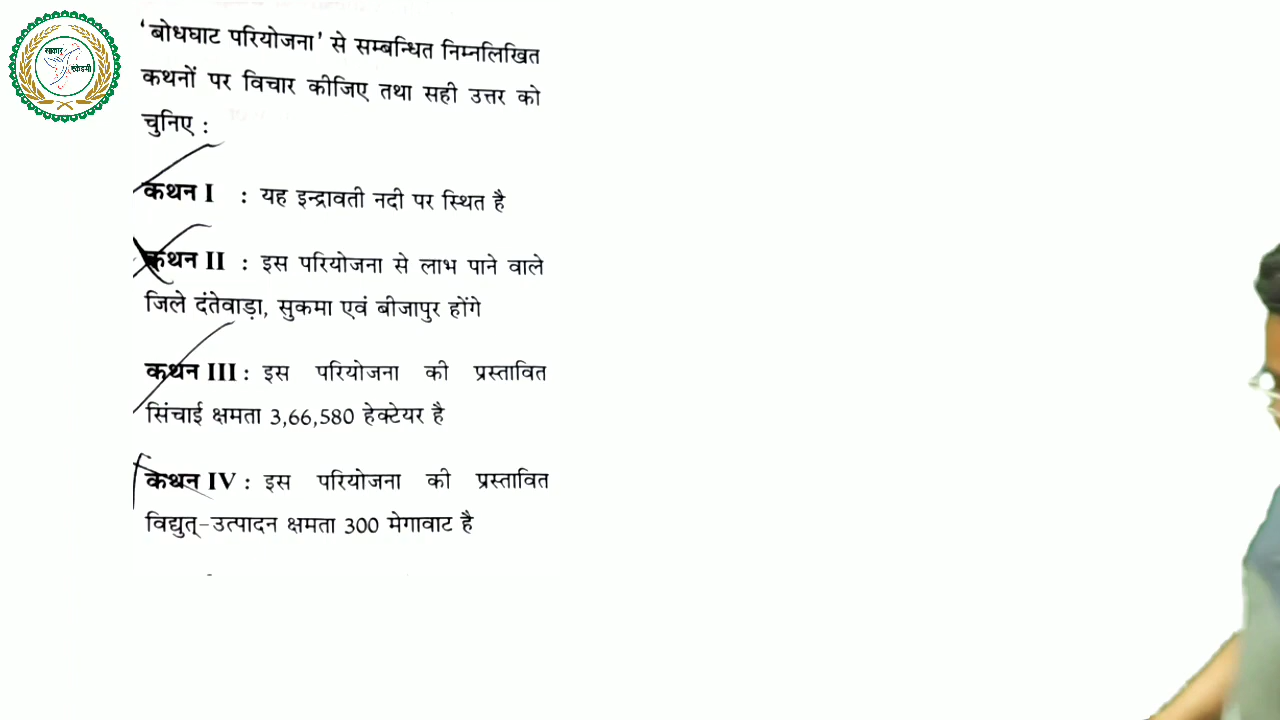 साकार
एकेडमी
'बोधघाट परियोजना' से सम्बन्धित निम्नलिखित
कथनों पर विचार कीजिए तथा सही उत्तर को
चुनिए :
कथन I : यह इन्द्रावती नदी पर स्थित है
कथन II : इस परियोजना से लाभ पाने वाले
जिले दंतेवाड़ा, सुकमा एवं बीजापुर होंगे
कथन III : इस परियोजना की प्रस्तावित
सिंचाई क्षमता 3,66,580 हेक्टेयर है
कथन IV : इस परियोजना की प्रस्तावित
विद्युत्-उत्पादन क्षमता 300 मेगावाट है